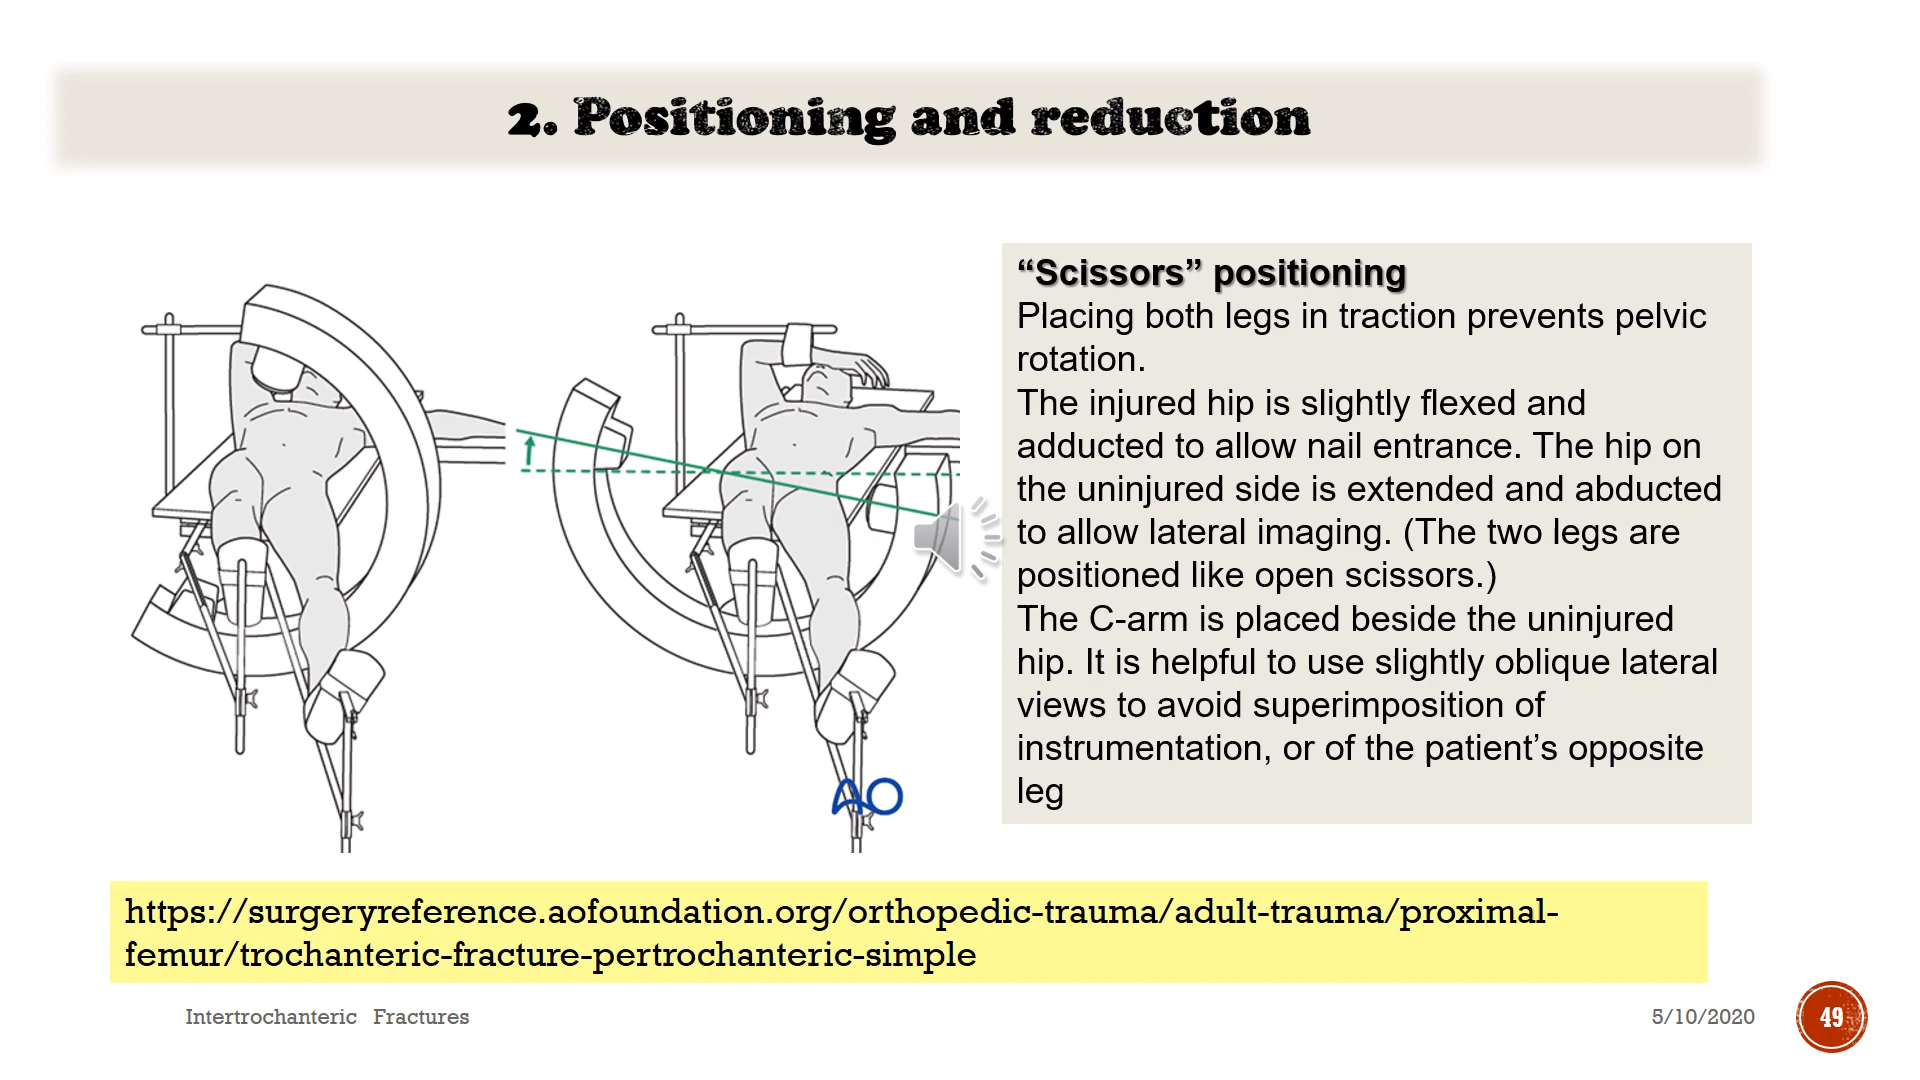 2. Positioning and reduction
“Scissors” positioning
Placing both legs in traction prevents pelvic
rotation.
The injured hip is slightly flexed and
adducted to allow nail entrance. The hip on
the uninjured side is extended and abducted
to allow lateral imaging. (The two legs are
positioned like open scissors.)
The C-arm is placed beside the uninjured
hip. It is helpful to use slightly oblique lateral
views to avoid superimposition of
instrumentation, or of the patient’s opposite
leg
AO
https://surgeryreference.aofoundation.org/orthopedic-trauma/adult-trauma/proximal-
femur/trochanteric-fracture-pertrochanteric-simple
Intertrochanteric Fractures
5/10/2020
49